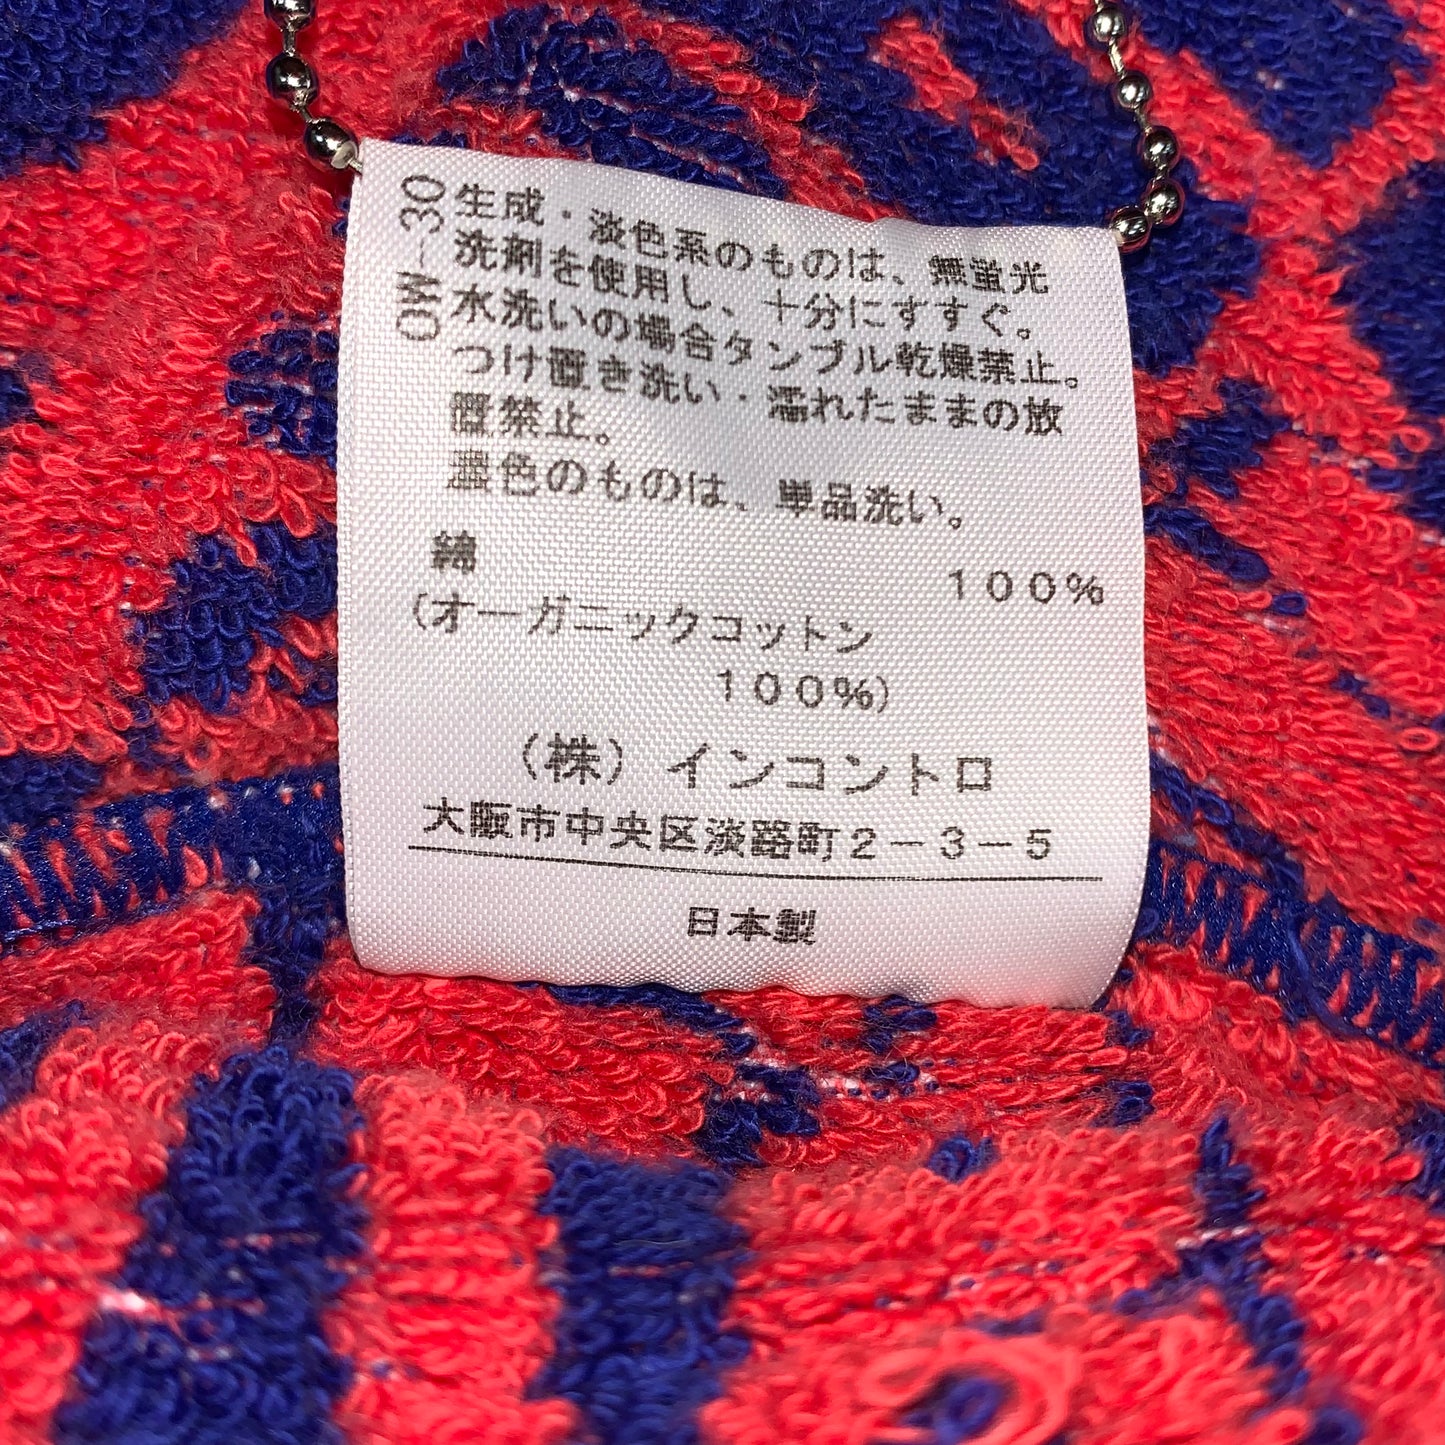 OW-30
生成・淡色系のものは、無蛍光
洗剤を使用し、十分にすすぐ。
水洗いの場合タンブル乾燥禁止。
つけ置き洗い・濡れたままの放
置禁止。
濃色のものは、単品洗い。
綿 100%
(オーガニックコットン
100%)
(株)インコントロ
大阪市中央区淡路町2-3-5
日本製